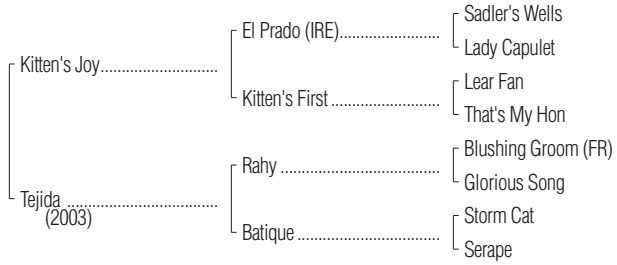 Sadler's Wells
El Prado (IRE)..........................
Lady Capulet
Kitten's Joy..............................
Lear Fan
Kitten's First ............................
That's My Hon
Blushing Groom (FR)
Rahy .........................................
Glorious Song
Tejida .......................................
(2003)
Storm Cat
Batique .....................................
Serape